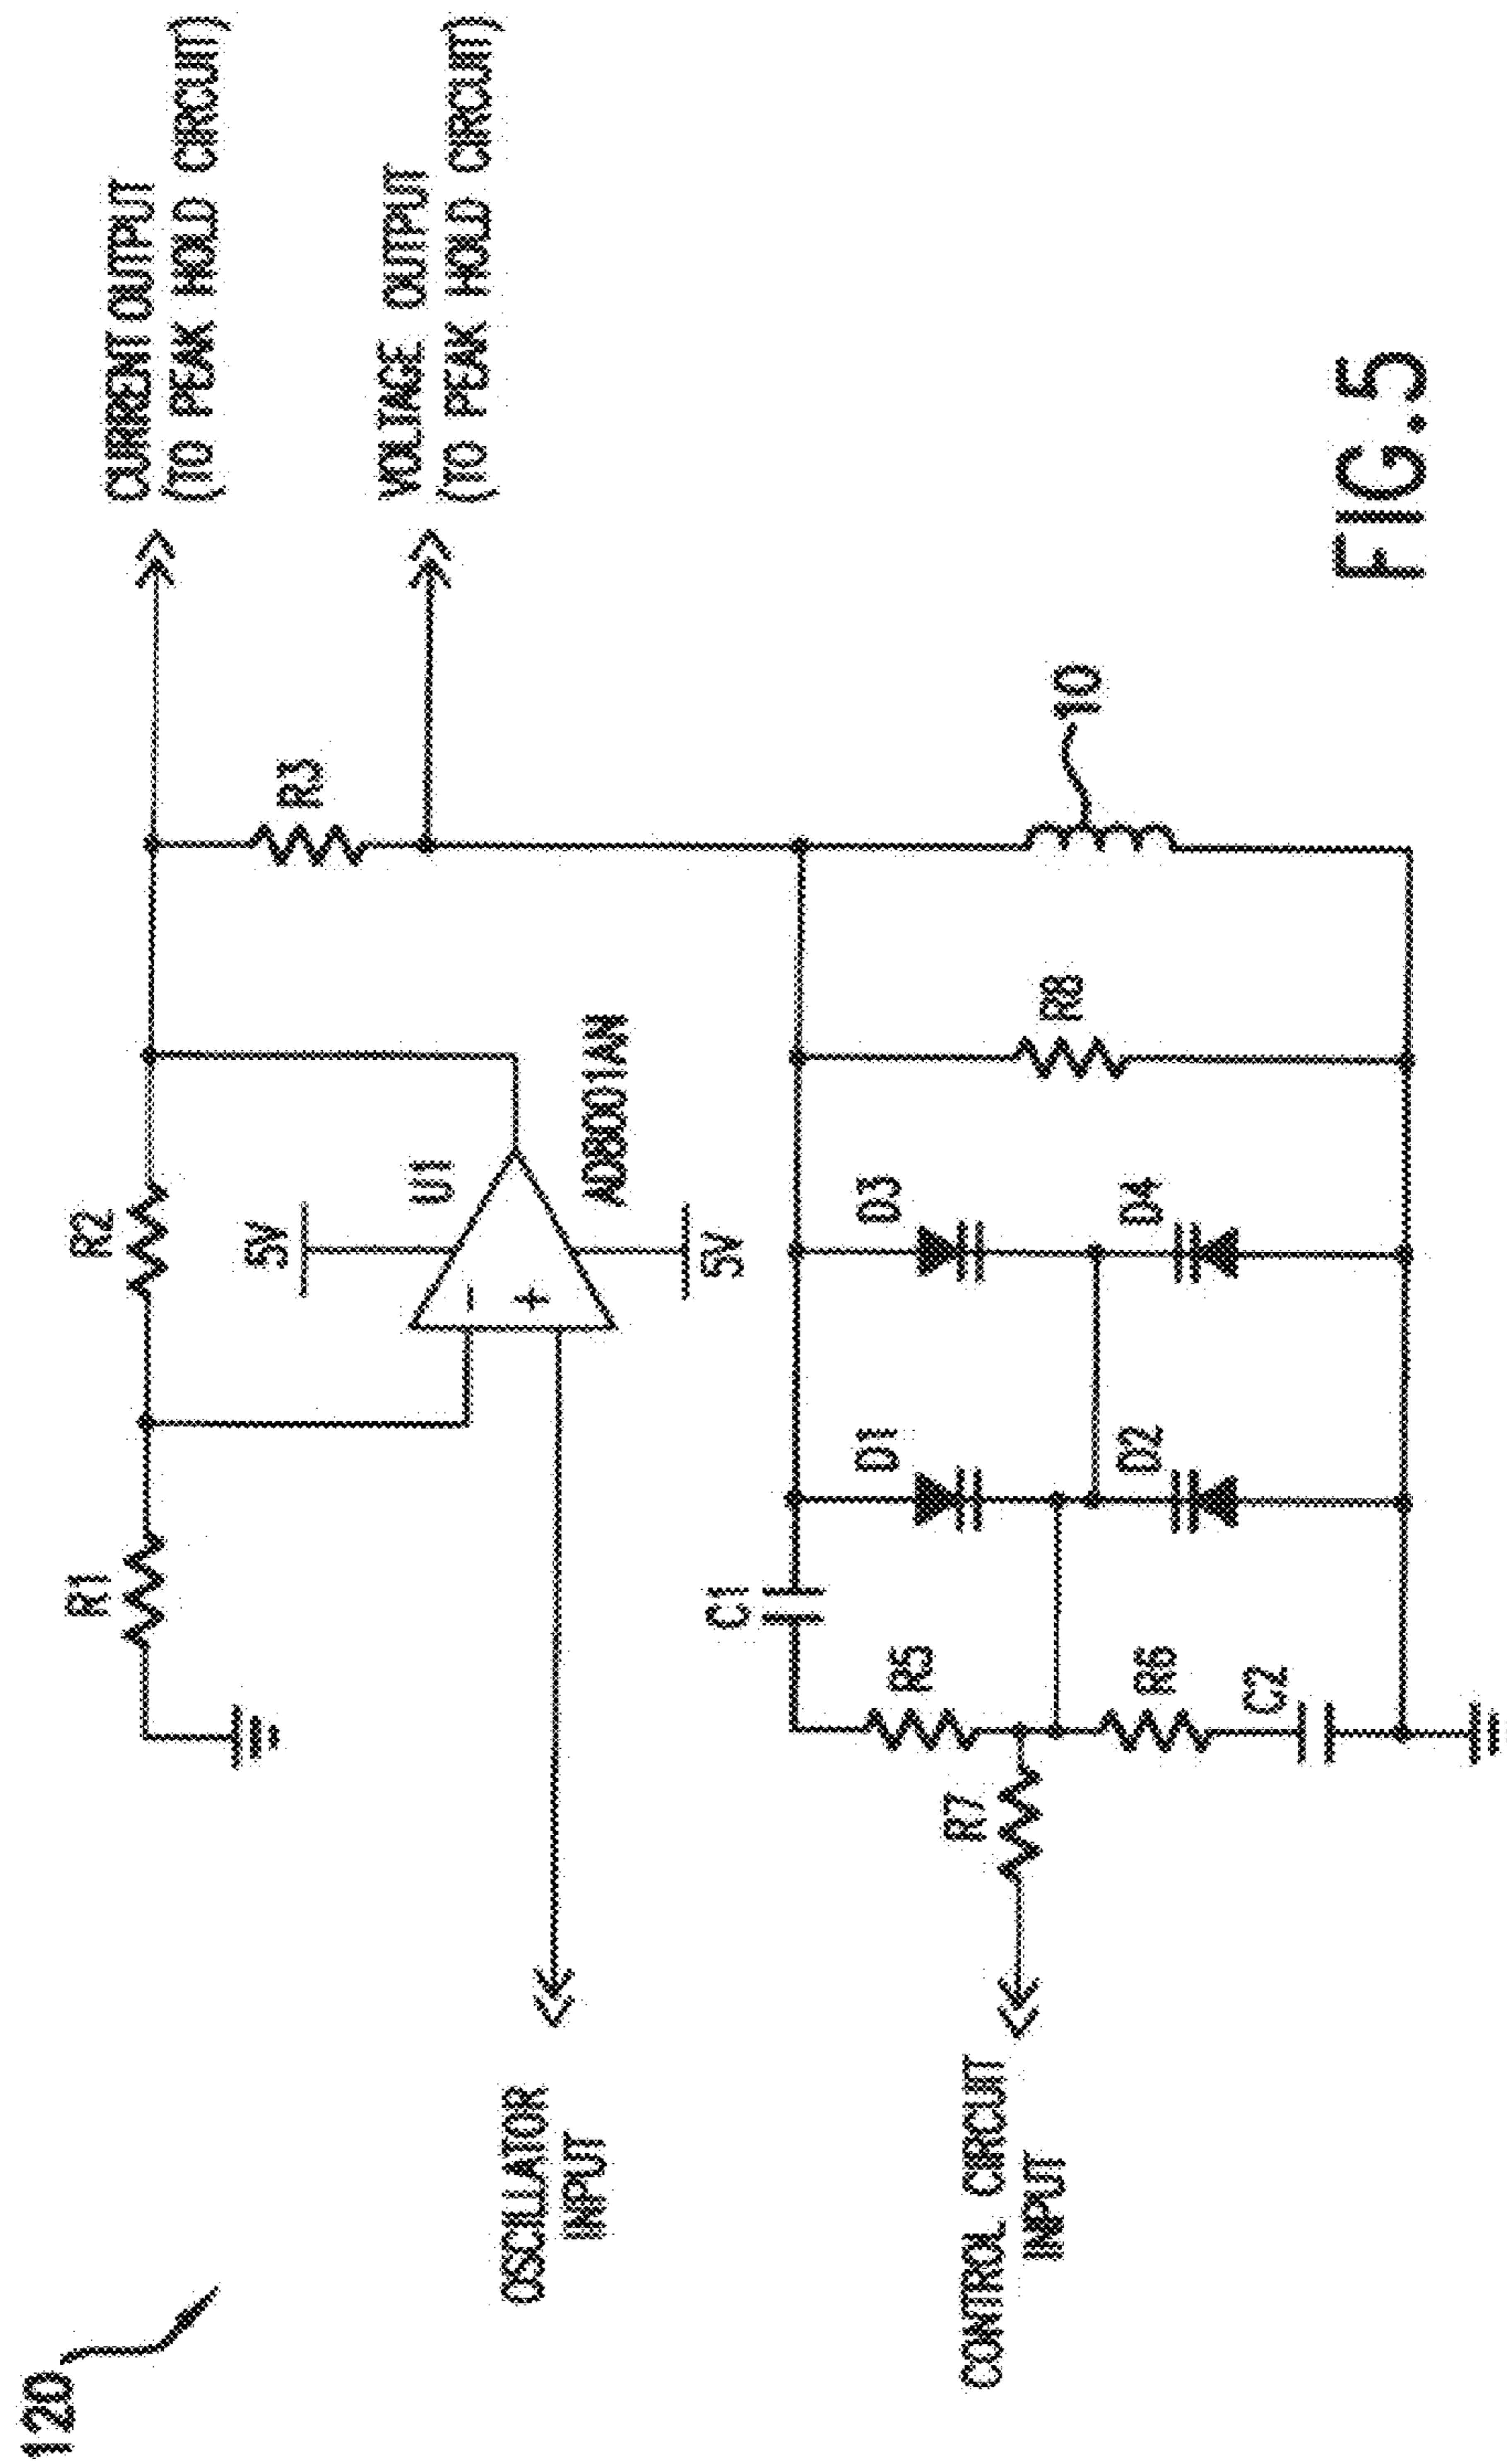 120
CURRENT OUTPUT
(TO PEAK HOLD CIRCUIT)
R1
R2
R3
5V
U1
VOLTAGE OUTPUT
(TO PEAK HOLD CIRCUIT)
-
+
AD8001AN
5V
OSCILLATOR
INPUT
C1
R5
D1
D3
R8
10
R7
CONTROL CIRCUIT
INPUT
R6
D2
D4
C2
FIG.5